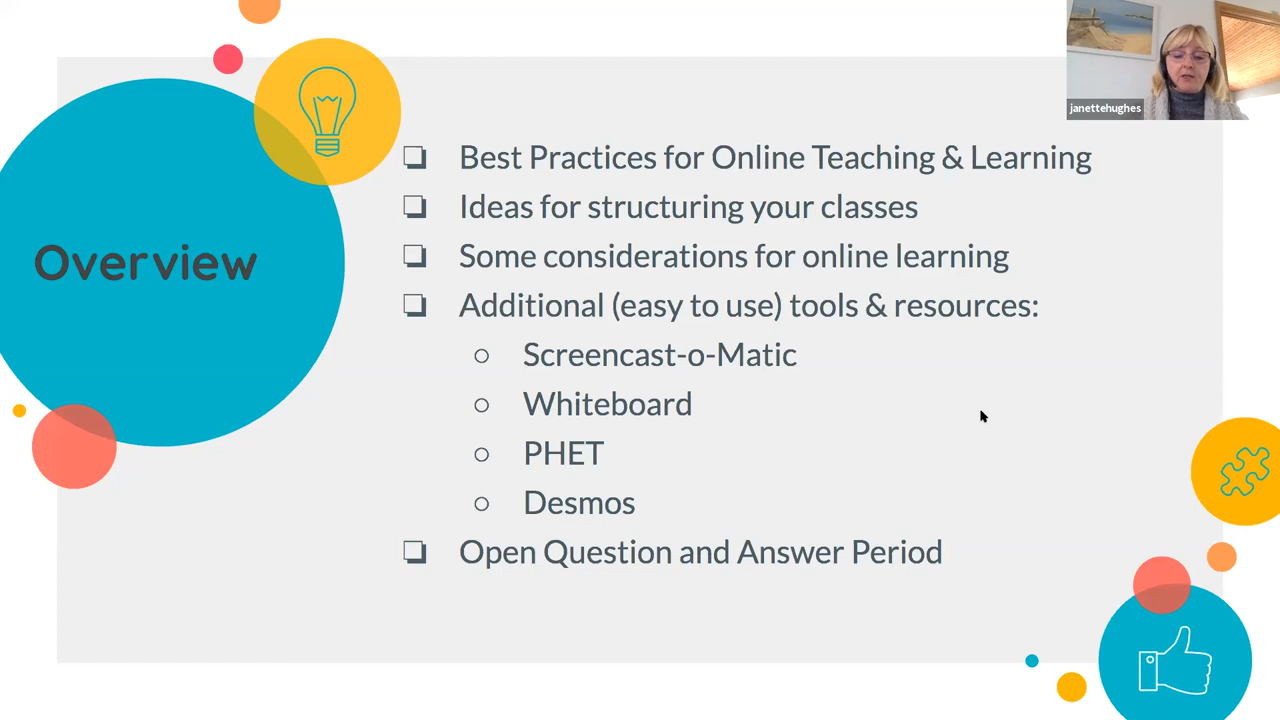 janettehughes
Overview
Best Practices for Online Teaching & Learning
Ideas for structuring your classes
Some considerations for online learning
Additional (easy to use) tools & resources:
Screencast-o-Matic
Whiteboard
PHET
Desmos
Open Question and Answer Period